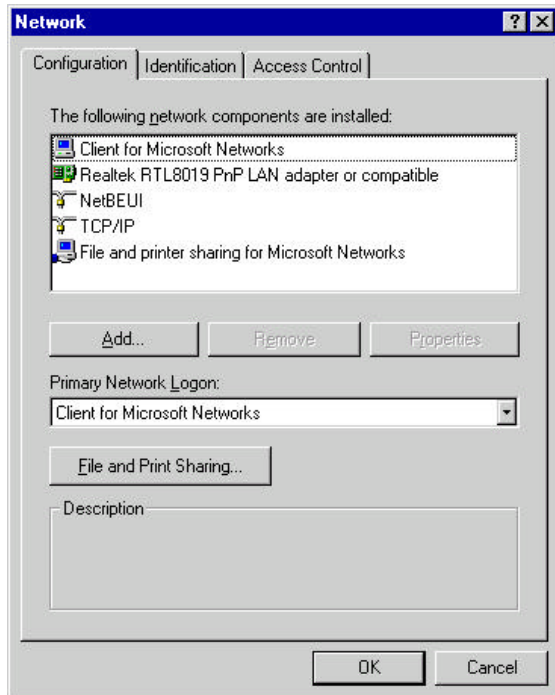 Network
Configuration Identification Access Control
The following network components are installed:
Client for Microsoft Networks
Realtek RTL8019 PnP LAN adapter or compatible
NetBEUI
TCP/IP
File and printer sharing for Microsoft Networks
Add... Remove Properties
Primary Network Logon:
Client for Microsoft Networks
File and Print Sharing...
Description
OK Cancel